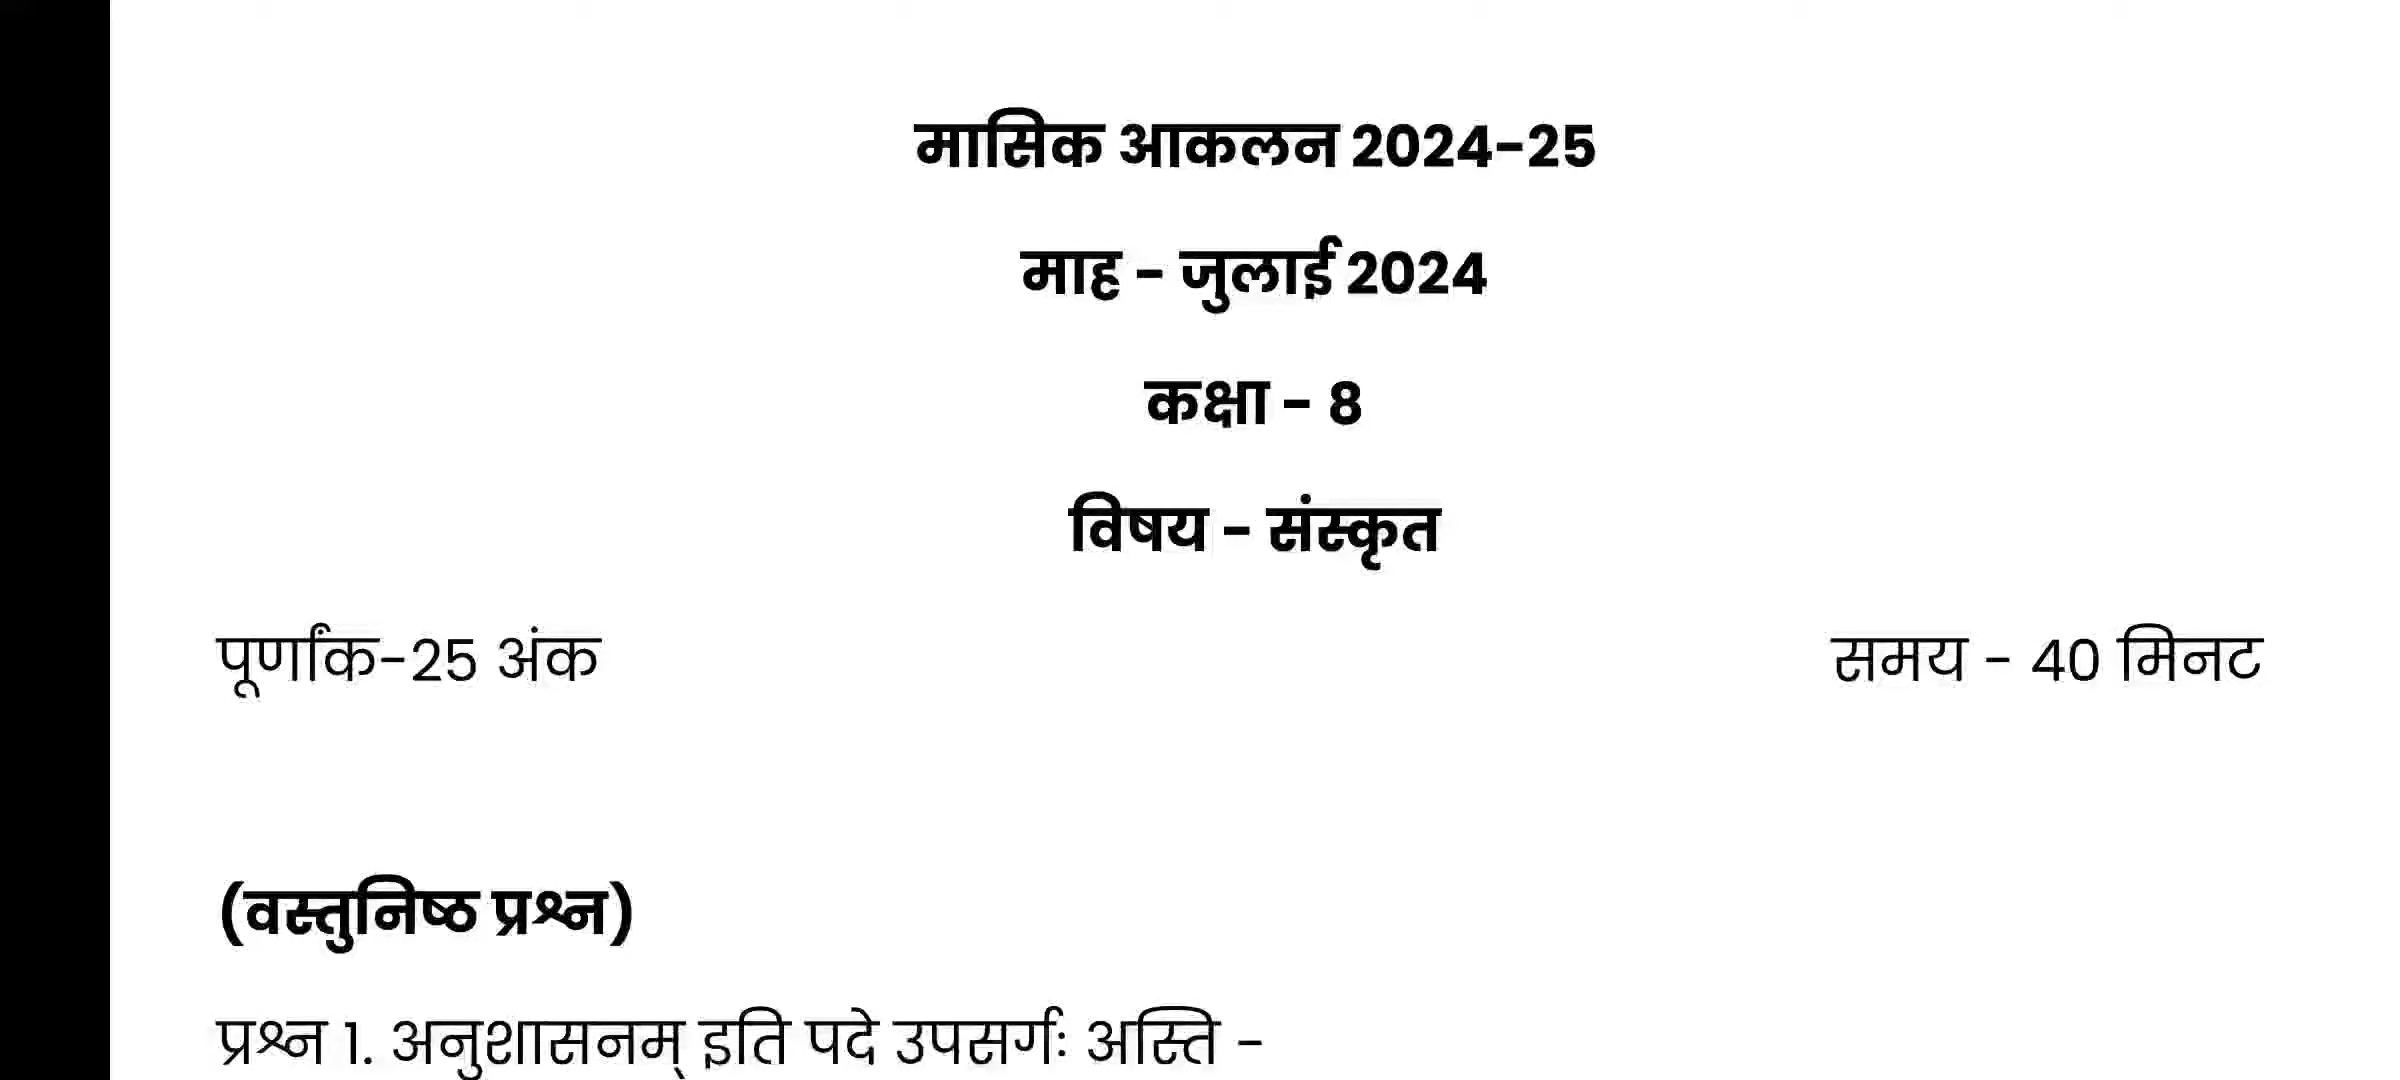 मासिक आकलन 2024-25
माह - जुलाई 2024
कक्षा - 8
विषय - संस्कृत
पूर्णांक-25 अंक समय - 40 मिनट
(वस्तुनिष्ठ प्रश्न)
प्रश्न 1. अनुशासनम् इति पदे उपसर्गः अस्ति -